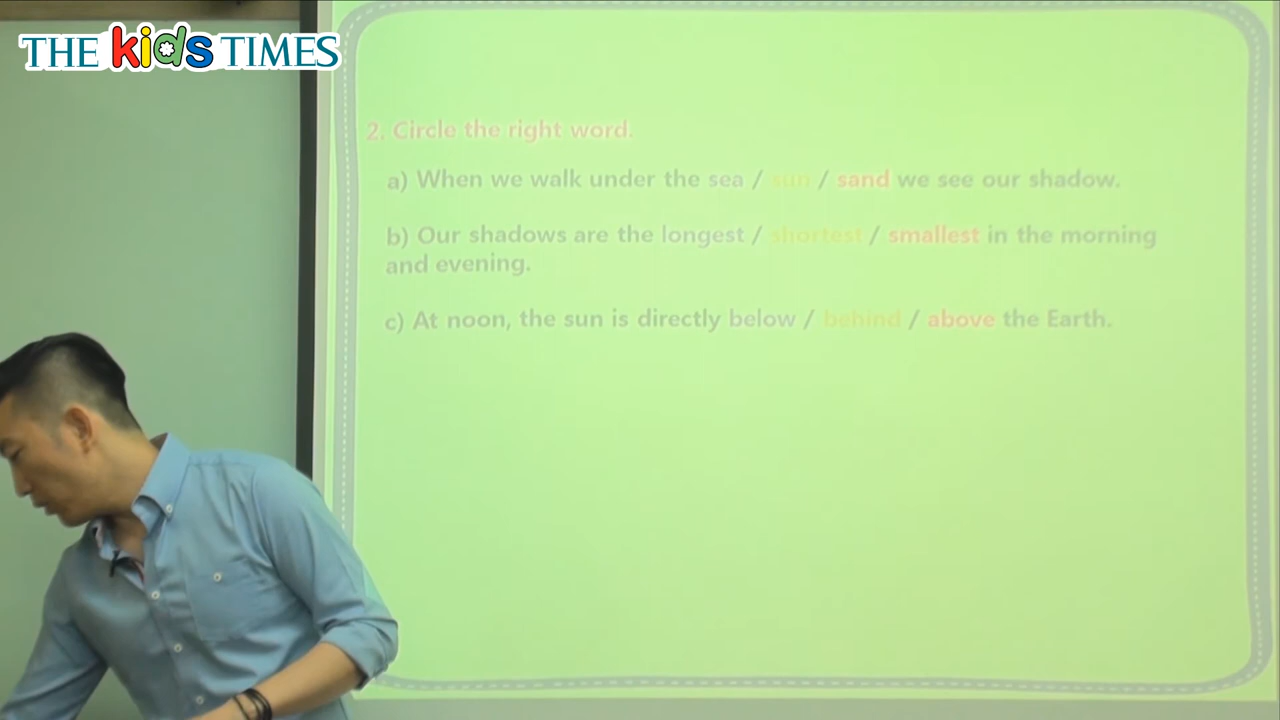 THE kids TIMES
2. Circle the right word.
a) When we walk under the sea / sun / sand we see our shadow.
b) Our shadows are the longest / shortest / smallest in the morning
and evening.
c) At noon, the sun is directly below / behind / above the Earth.